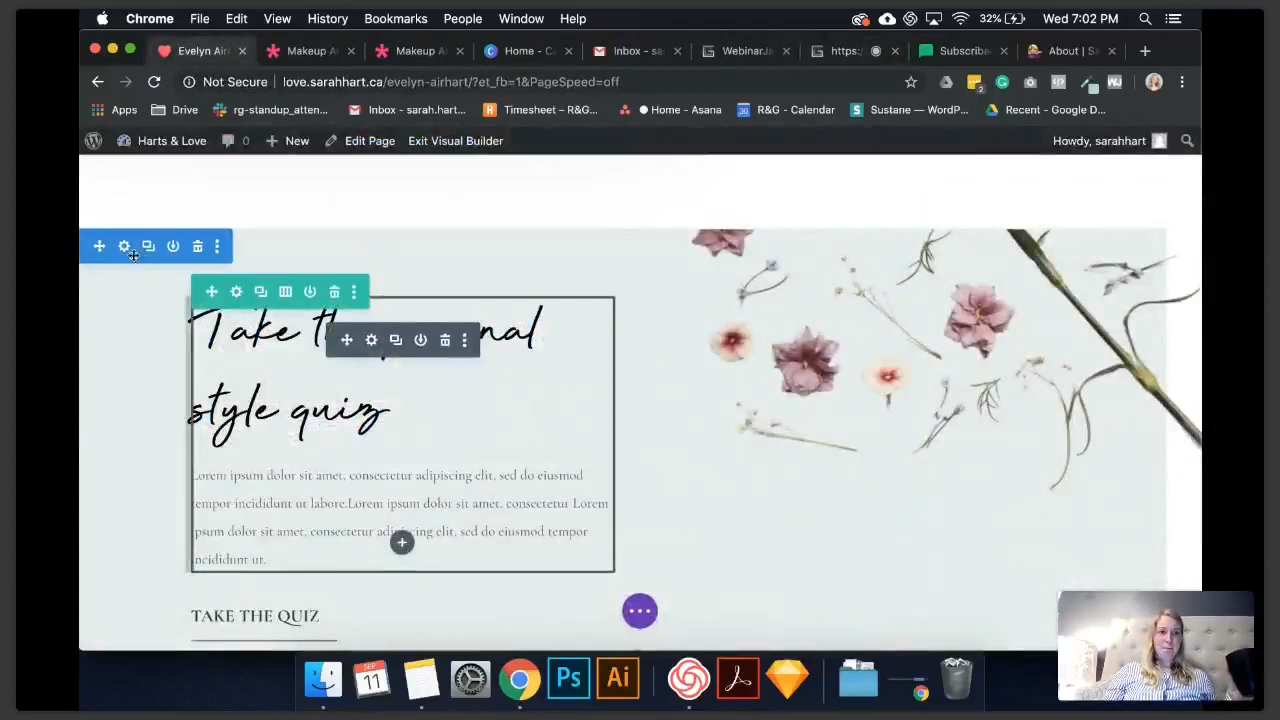 Chrome File Edit View History Bookmarks People Window Help 32% Wed 7:02 PM
Evelyn Air Makeup Ar Makeup A Home - C Inbox - sa WebinarJa https: Subscribe About | Sa
Not Secure love.sarahhart.ca/evelyn-airhart/?et_fb=1&PageSpeed=off
Apps Drive rg-standup_atten... Inbox - sarah.hart... Timesheet – R&G... Home - Asana R&G - Calendar Sustane — WordP... Recent - Google D...
Harts & Love 0 New Edit Page Exit Visual Builder Howdy, sarahhart
Take nal
style quiz
Lorem ipsum dolor sit amet, consectetur adipiscing elit, sed do eiusmod
tempor incididunt ut labore.Lorem ipsum dolor sit amet, consectetur Lorem
ipsum dolor sit amet, consectetur adipiscing elit, sed do eiusmod tempor
incididunt ut.
TAKE THE QUIZ
SEP
11
Ps Ai